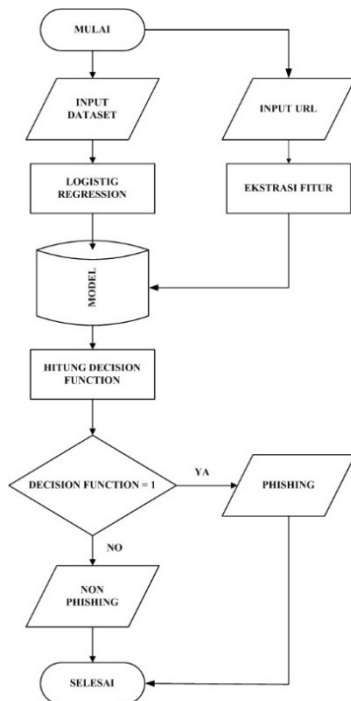 MULAI
INPUT
DATASET
INPUT URL
LOGISTIG
REGRESSION
EKSTRASI FITUR
MODEL
HITUNG DECISION
FUNCTION
DECISION FUNCTION = 1
YA
PHISHING
NO
NON
PHISHING
SELESAI